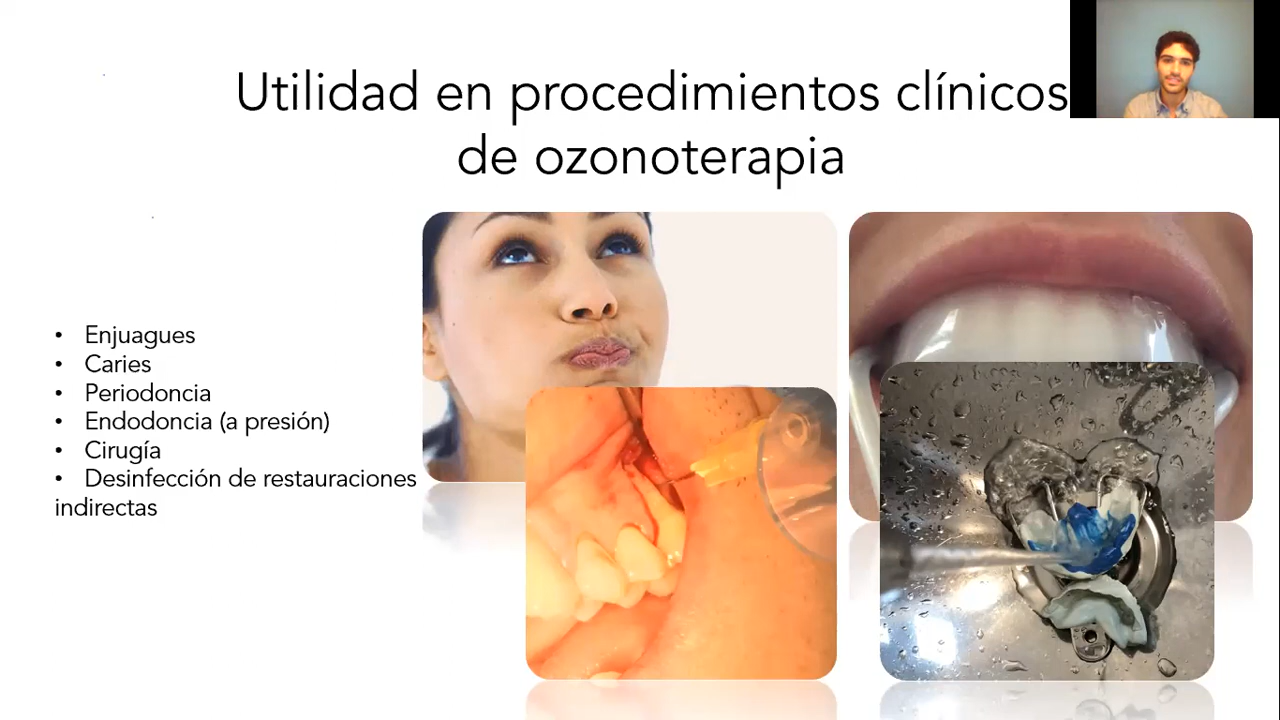 Utilidad en procedimientos clínicos
de ozonoterapia
• Enjuagues
• Caries
• Periodoncia
• Endodoncia (a presión)
• Cirugía
• Desinfección de restauraciones
indirectas